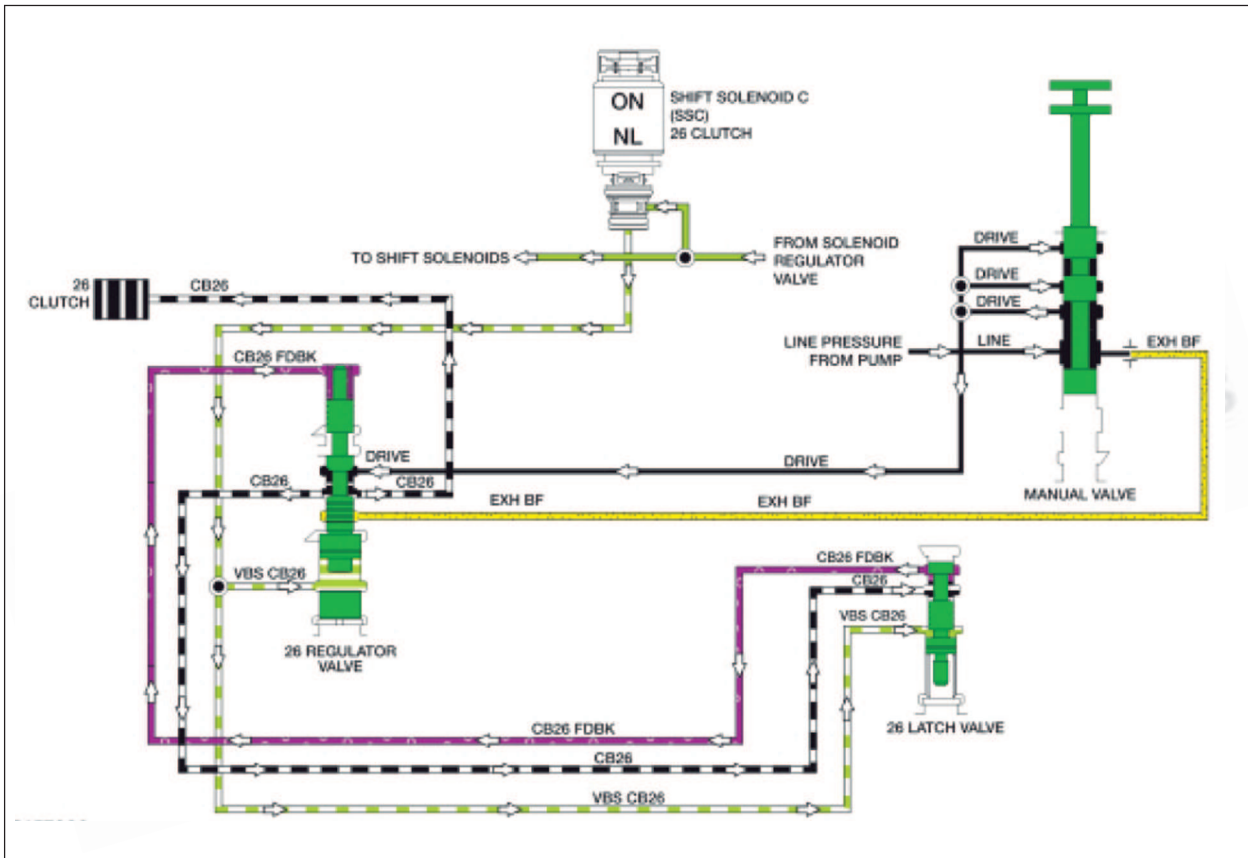 ON
NL
SHIFT SOLENOID C
(SSC)
26 CLUTCH
TO SHIFT SOLENOIDS
FROM SOLENOID
REGULATOR
VALVE
DRIVE
DRIVE
DRIVE
26
CLUTCH
CB26
LINE PRESSURE
FROM PUMP
LINE
EXH BF
CB26 FDBK
DRIVE
DRIVE
CB26
CB26
EXH BF
EXH BF
MANUAL VALVE
VBS CB26
CB26 FDBK
CB26
VBS CB26
26 REGULATOR
VALVE
26 LATCH VALVE
CB26 FDBK
CB26
VBS CB26